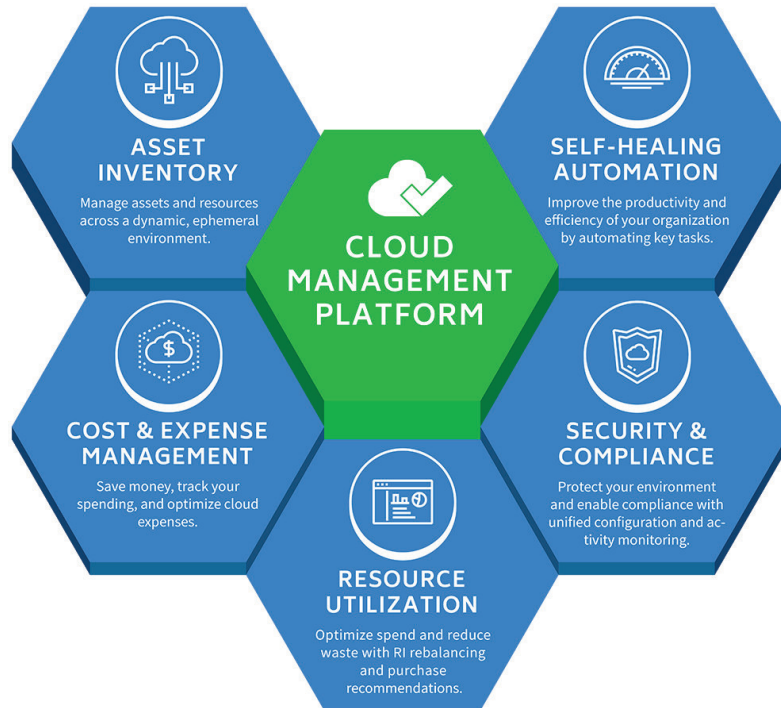 ASSET
INVENTORY
Manage assets and resources
across a dynamic, ephemeral
environment.
SELF-HEALING
AUTOMATION
Improve the productivity and
efficiency of your organization
by automating key tasks.
CLOUD
MANAGEMENT
PLATFORM
$
COST & EXPENSE
MANAGEMENT
Save money, track your
spending, and optimize cloud
expenses.
SECURITY &
COMPLIANCE
Protect your environment
and enable compliance with
unified configuration and ac-
tivity monitoring.
RESOURCE
UTILIZATION
Optimize spend and reduce
waste with RI rebalancing
and purchase
recommendations.